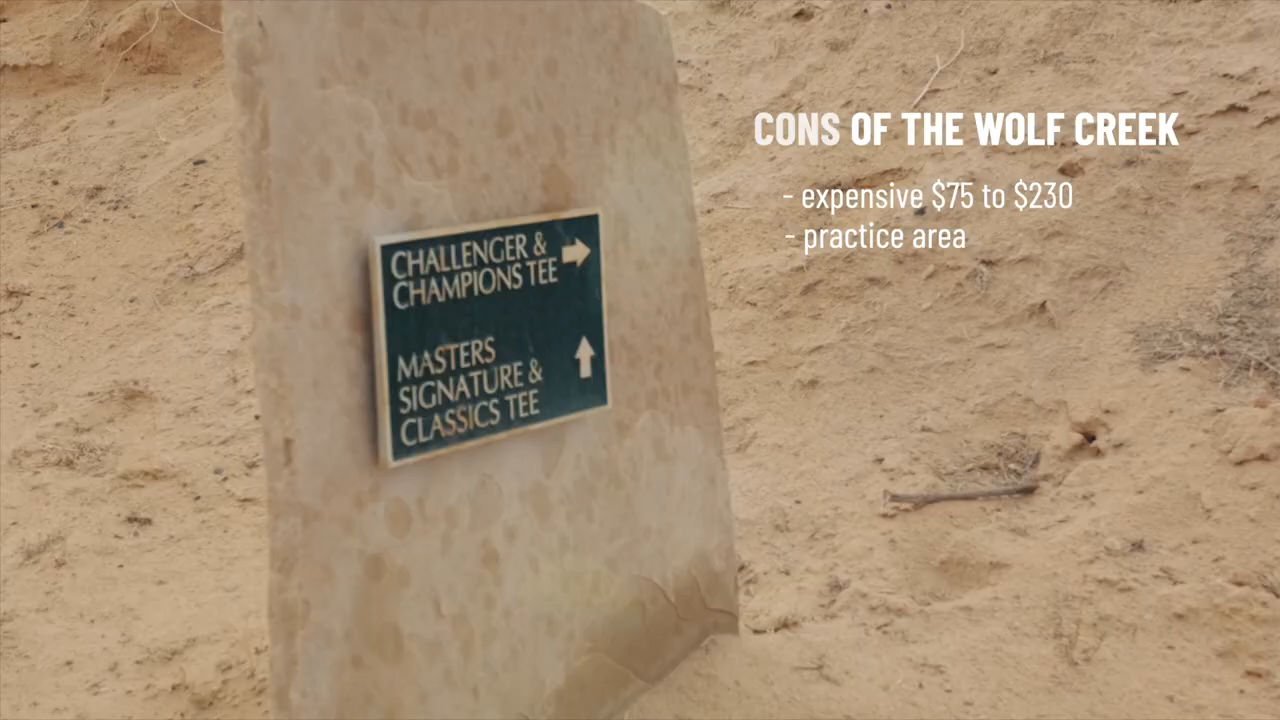 CONS OF THE WOLF CREEK
- expensive $75 to $230
- practice area
CHALLENGER &
CHAMPIONS TEE
MASTERS
SIGNATURE &
CLASSICS TEE